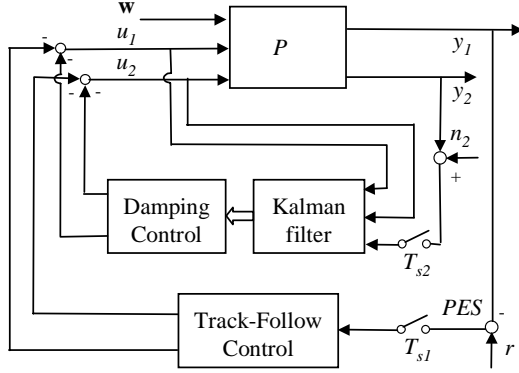 w
u1
P
y1
u2
y2
n2
+
Damping
Control
Kalman
filter
Ts2
Track-Follow
Control
PES
-
Ts1
r
-
-
-
-